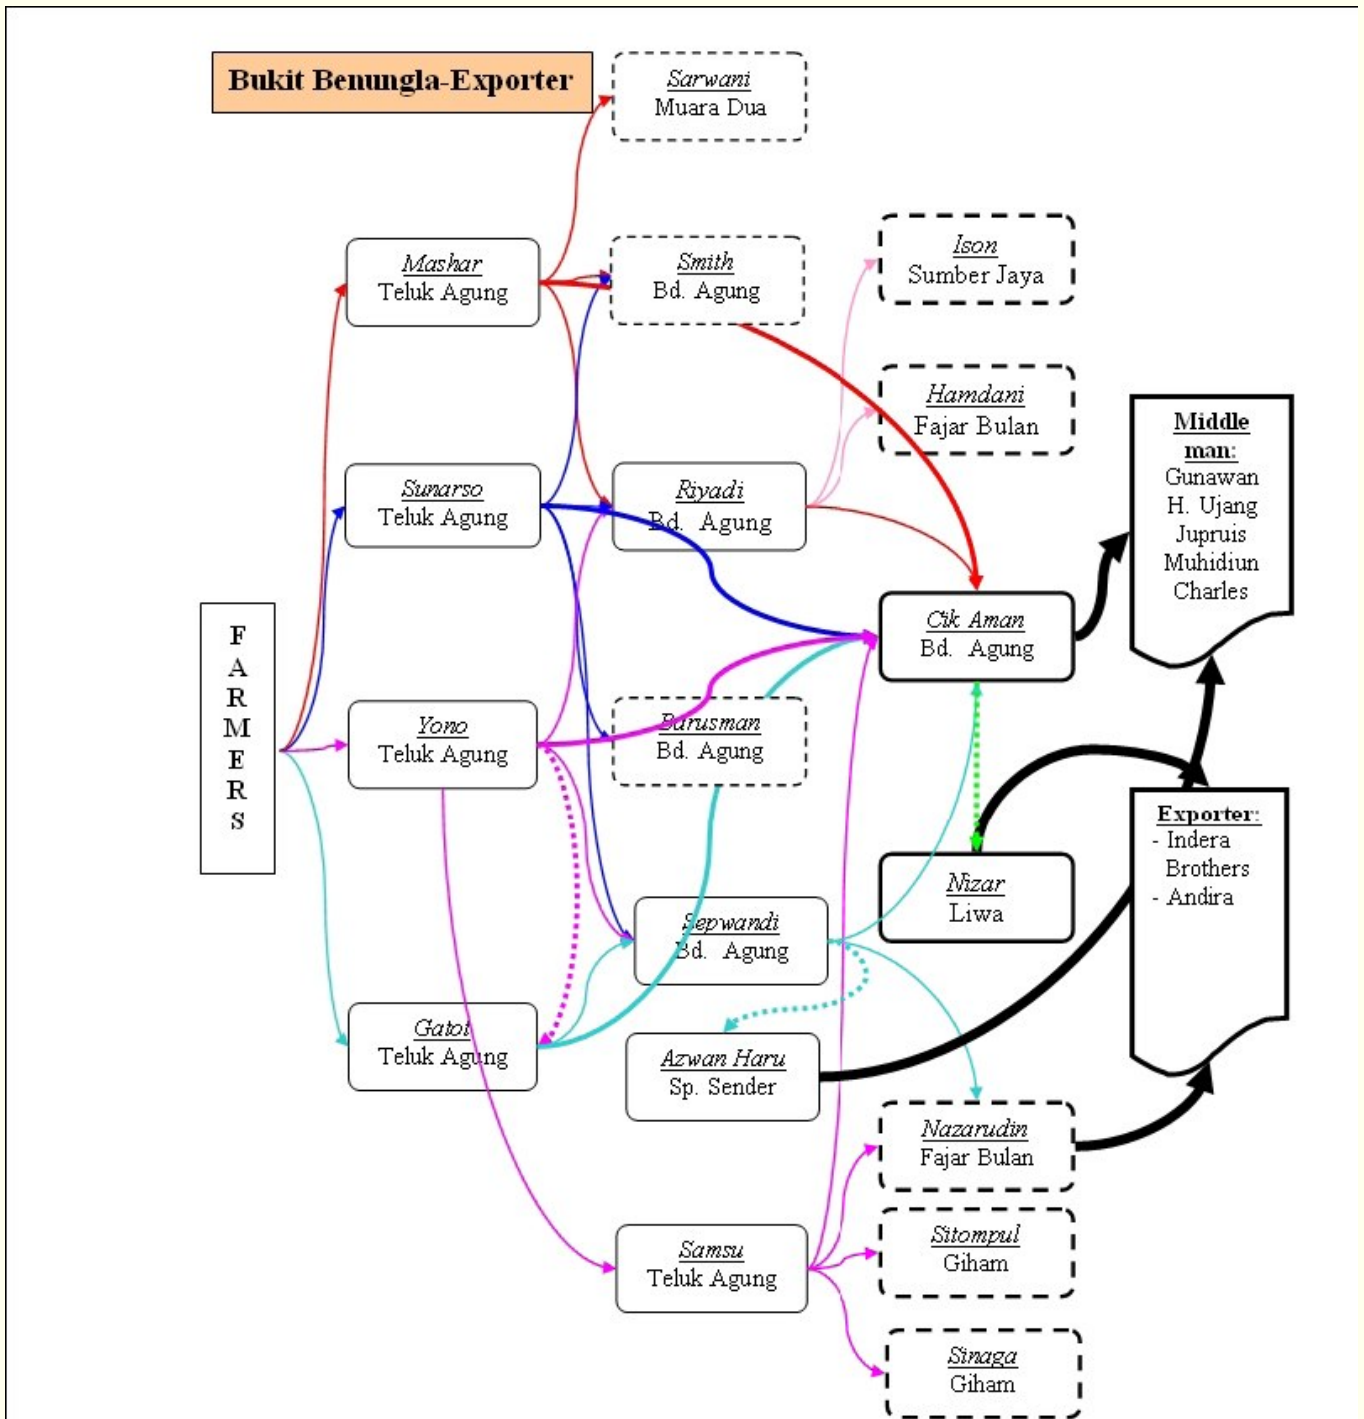 Bukit Benungla-Exporter
Sarwani
Muara Dua
Mashar
Teluk Agung
Smith
Bd. Agung
Ison
Sumber Jaya
Hamdani
Fajar Bulan
Middle
man:
Gunawan
H. Ujang
Jupruis
Muhidiun
Charles
Sunarso
Teluk Agung
Riyadi
Bd. Agung
Cik Aman
Bd. Agung
F
A
R
M
E
R
S
Yono
Teluk Agung
Barusman
Bd. Agung
Exporter:
- Indera
Brothers
- Andira
Nizar
Liwa
Sepwandi
Bd. Agung
Gatot
Teluk Agung
Azwan Haru
Sp. Sender
Nazarudin
Fajar Bulan
Samsu
Teluk Agung
Sitompul
Giham
Sinaga
Giham